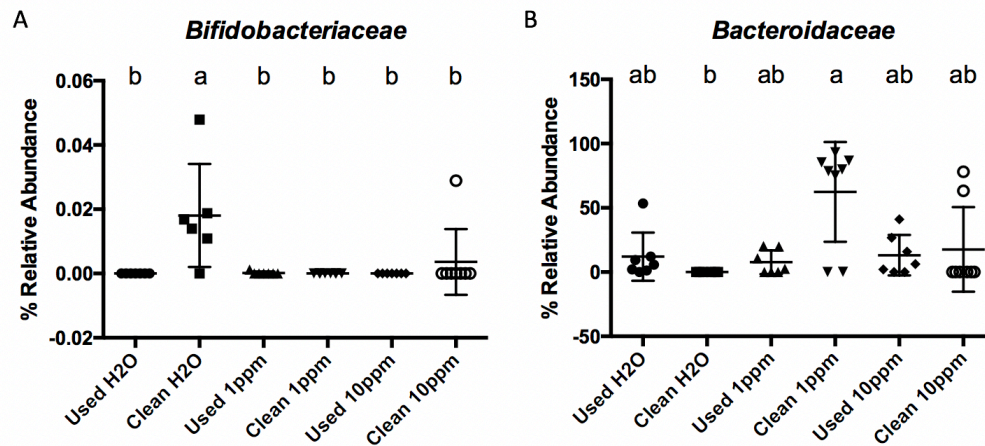 A
Bifidobacteriaceae
b a b b b b
% Relative Abundance
0.06
0.04
0.02
0.00
-0.02
Used H2O
Clean H2O
Used 1ppm
Clean 1ppm
Used 10ppm
Clean 10ppm
B
Bacteroidaceae
ab b ab a ab ab
% Relative Abundance
150
100
50
0
-50
Used H2O
Clean H2O
Used 1ppm
Clean 1ppm
Used 10ppm
Clean 10ppm